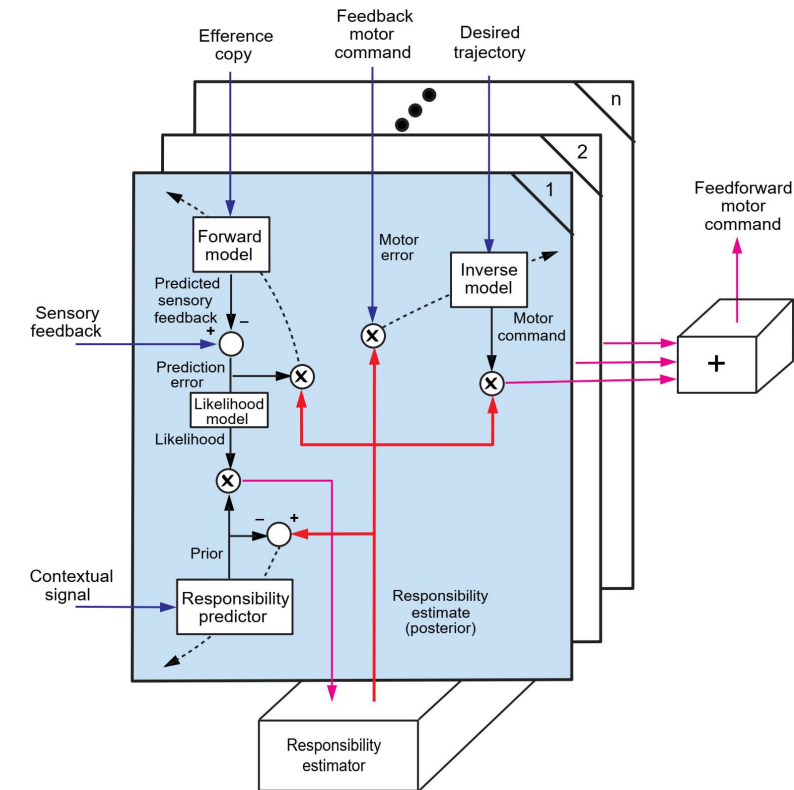 Efference
copy
Feedback
motor
command
Desired
trajectory
n
2
1
Feedforward
motor
command
Forward
model
Motor
error
Inverse
model
Predicted
sensory
feedback
Motor
command
Sensory
feedback
+
–
x
Prediction
error
x
x
+
Likelihood
model
Likelihood
x
–
+
Prior
Contextual
signal
Responsibility
predictor
Responsibility
estimate
(posterior)
Responsibility
estimator